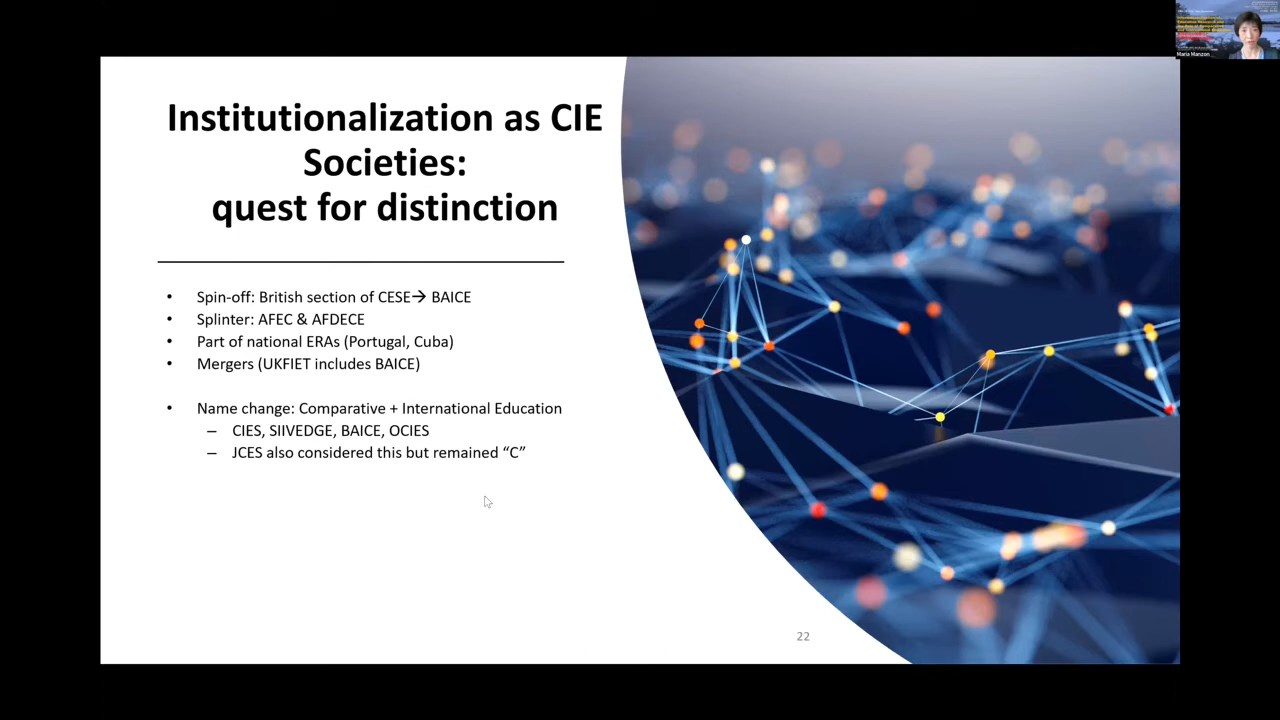 Institutionalization as CIE
Societies:
quest for distinction
• Spin-off: British section of CESE→ BAICE
• Splinter: AFEC & AFDECE
• Part of national ERAs (Portugal, Cuba)
• Mergers (UKFIET includes BAICE)
• Name change: Comparative + International Education
– CIES, SIIVEDGE, BAICE, OCIES
– JCES also considered this but remained “C”
22
Maria Manzon